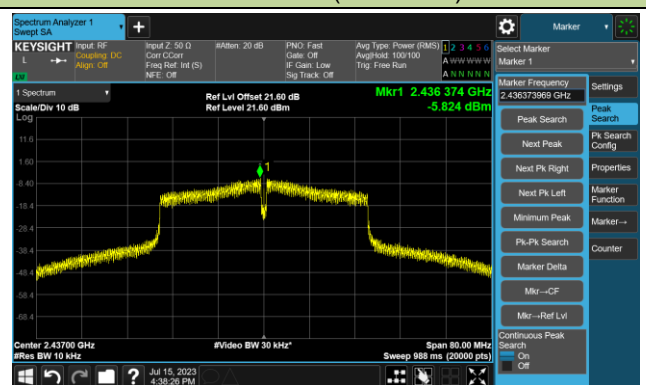 Spectrum Analyzer 1
Swept SA
Marker
KEYSIGHT
L
Input: RF
Coupling: DC
Align: Off
Input Z: 50 Ω
Corr CCorr
Freq Ref: Int (S)
NFE: Off
#Atten: 20 dB
PNO: Fast
Gate: Off
IF Gain: Low
Sig Track: Off
Avg Type: Power (RMS)
Avg|Hold: 100/100
Trig: Free Run
1 2 3 4 5 6
A W W W W W
A N N N N N
Select Marker
Marker 1
LVI
1 Spectrum
Scale/Div 10 dB
Log
Ref Lvl Offset 21.60 dB
Ref Level 21.60 dBm
Mkr1 2.436 374 GHz
-5.824 dBm
11.6
1.60
-8.40
-18.4
-28.4
-38.4
-48.4
-58.4
-68.4
1
Center 2.43700 GHz
#Res BW 10 kHz
#Video BW 30 kHz*
Span 80.00 MHz
Sweep 988 ms (20000 pts)
Marker Frequency
2.436373969 GHz
Peak Search
Next Peak
Next Pk Right
Next Pk Left
Minimum Peak
Pk-Pk Search
Marker Delta
Mkr→CF
Mkr→Ref Lvl
Continuous Peak
Search
On
Off
Settings
Peak
Search
Pk Search
Config
Properties
Marker
Function
Marker→
Counter
Jul 15, 2023
4:38:26 PM